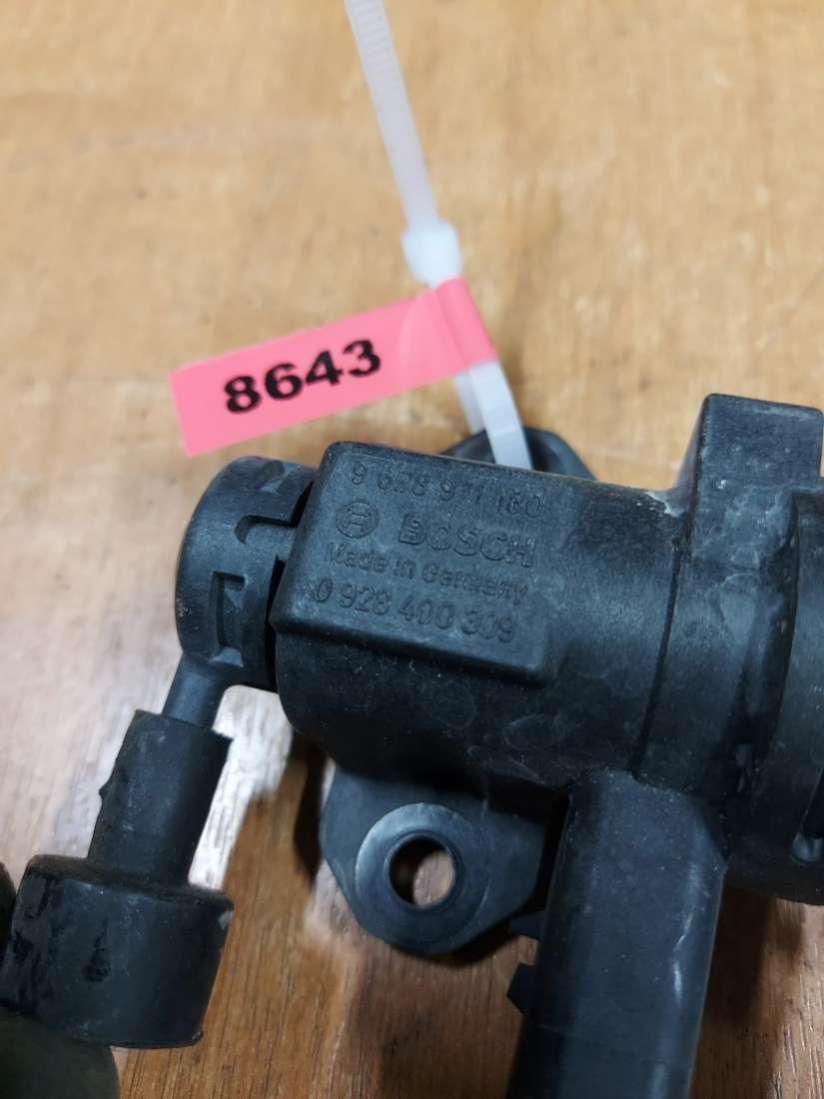 8643
9 628 971 180
BOSCH
Made in Germany
0 928 400 309